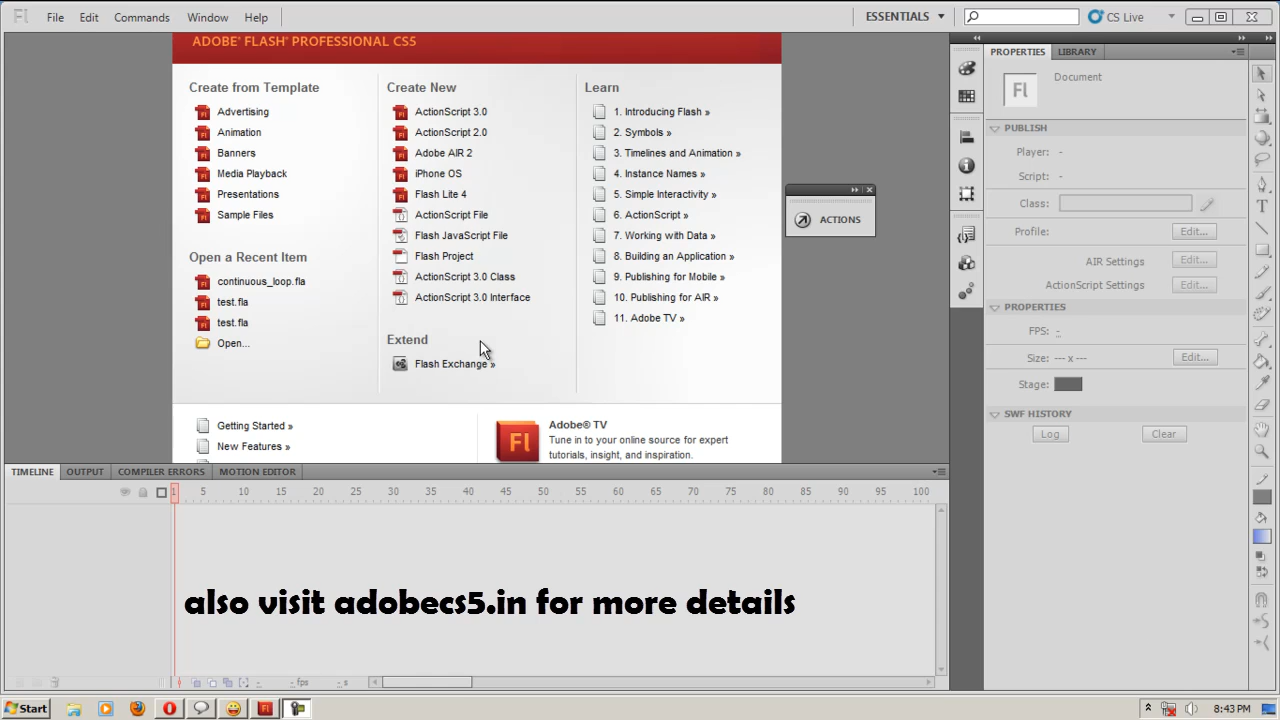 Fl File Edit Commands Window Help ESSENTIALS CS Live
ADOBE® FLASH® PROFESSIONAL CS5
Create from Template
Advertising
Animation
Banners
Media Playback
Presentations
Sample Files
Open a Recent Item
continuous_loop.fla
test.fla
test.fla
Open...
Create New
ActionScript 3.0
ActionScript 2.0
Adobe AIR 2
iPhone OS
Flash Lite 4
ActionScript File
Flash JavaScript File
Flash Project
ActionScript 3.0 Class
ActionScript 3.0 Interface
Extend
Flash Exchange »
Learn
1. Introducing Flash »
2. Symbols »
3. Timelines and Animation »
4. Instance Names »
5. Simple Interactivity »
6. ActionScript »
7. Working with Data »
8. Building an Application »
9. Publishing for Mobile »
10. Publishing for AIR »
11. Adobe TV »
Getting Started »
New Features »
Fl
Adobe® TV
Tune in to your online source for expert
tutorials, insight, and inspiration.
ACTIONS
PROPERTIES LIBRARY
Fl Document
PUBLISH
Player: -
Script: -
Class:
Profile: Edit...
AIR Settings Edit...
ActionScript Settings Edit...
PROPERTIES
FPS: -
Size: --- x --- Edit...
Stage:
SWF HISTORY
Log Clear
TIMELINE OUTPUT COMPILER ERRORS MOTION EDITOR
1 5 10 15 20 25 30 35 40 45 50 55 60 65 70 75 80 85 90 95 100
also visit adobecs5.in for more details
- -fps -s
Start 8:43 PM